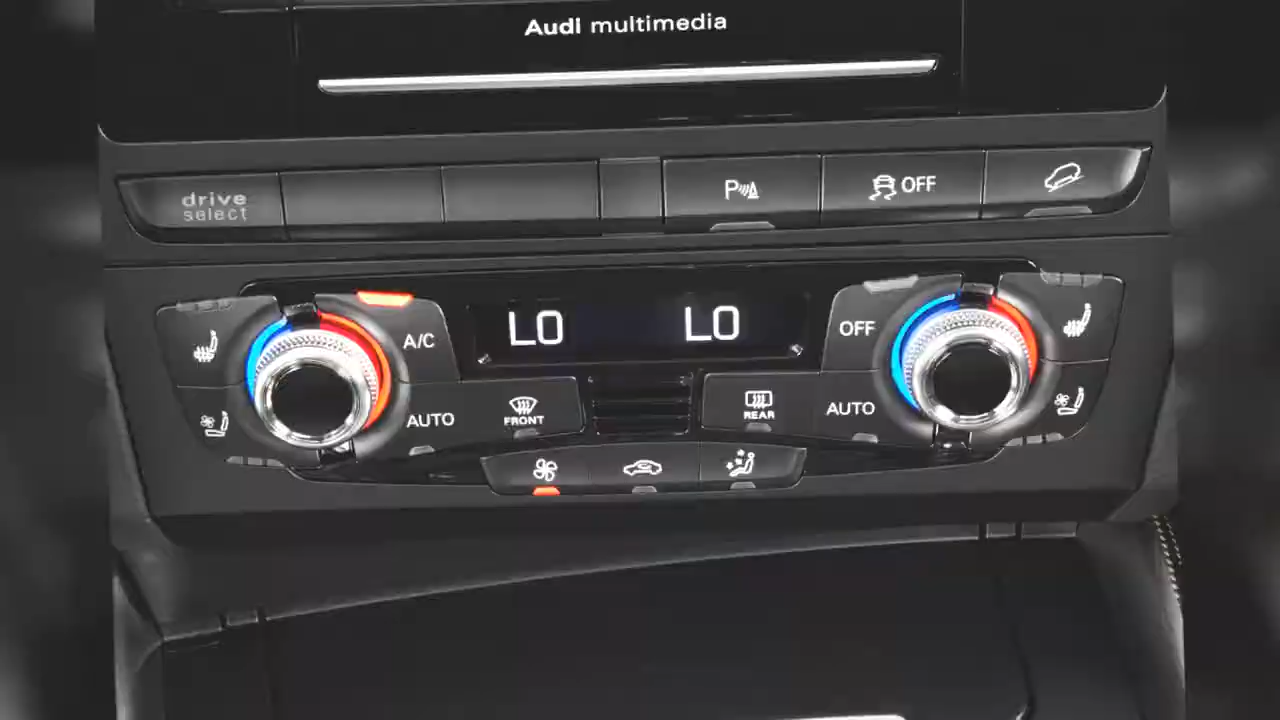 Audi multimedia
drive
select
P
OFF
A/C
LO
LO
OFF
AUTO
FRONT
REAR
AUTO